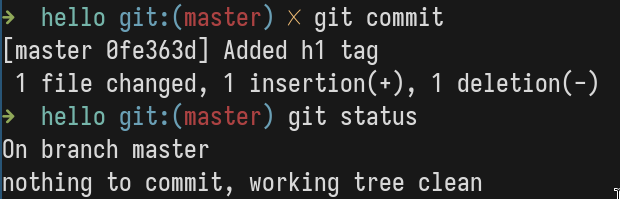 ➜  hello git:(master) ✗ git commit
[master 0fe363d] Added h1 tag
 1 file changed, 1 insertion(+), 1 deletion(-)
➜  hello git:(master) git status
On branch master
nothing to commit, working tree clean